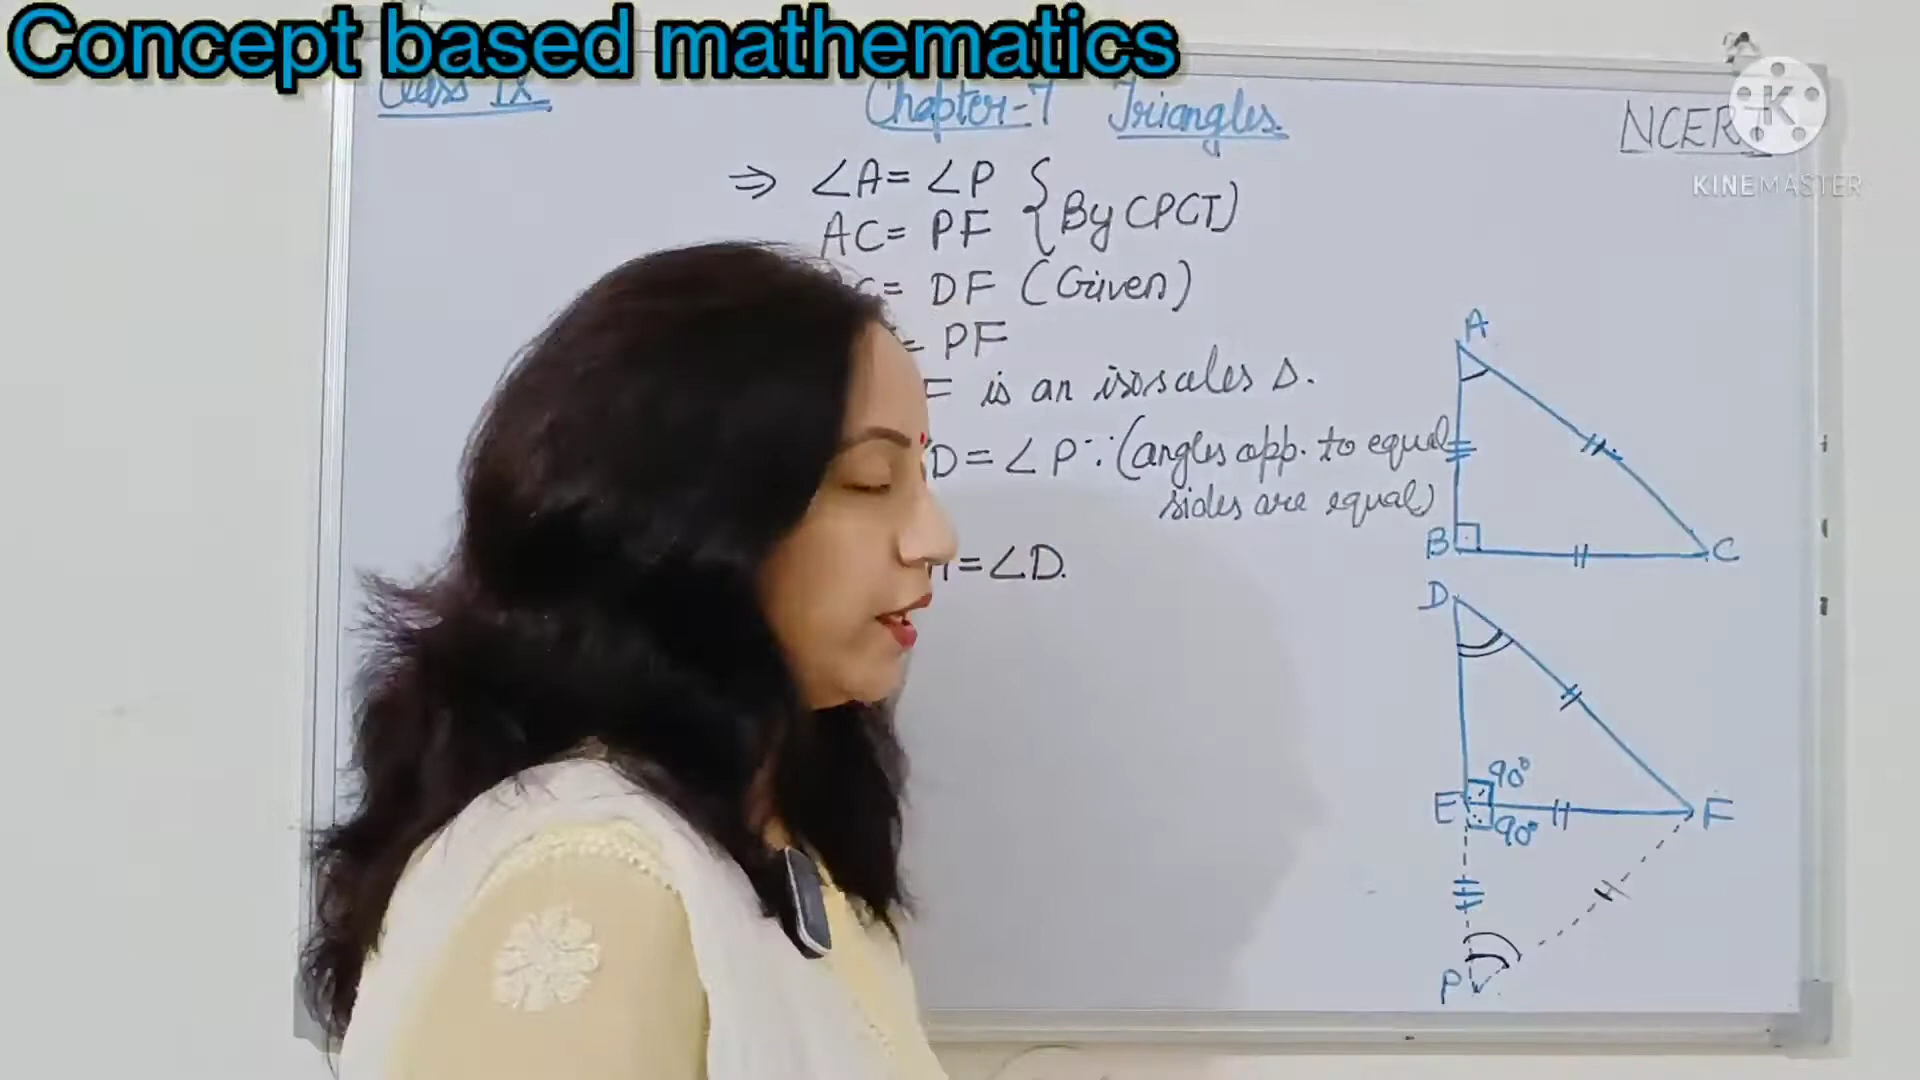 Concept based mathematics
Class IX
Chapter-7 Triangles
NCERT
KINEMASTER
⇒ ∠A = ∠P
AC = PF } (By CPCT)
= DF (Given)
= PF
F is an isosales Δ.
D = ∠P ∵ (angles opp. to equal
sides are equal)
= ∠D.
A
B
C
D
90°
E
F
90°
P